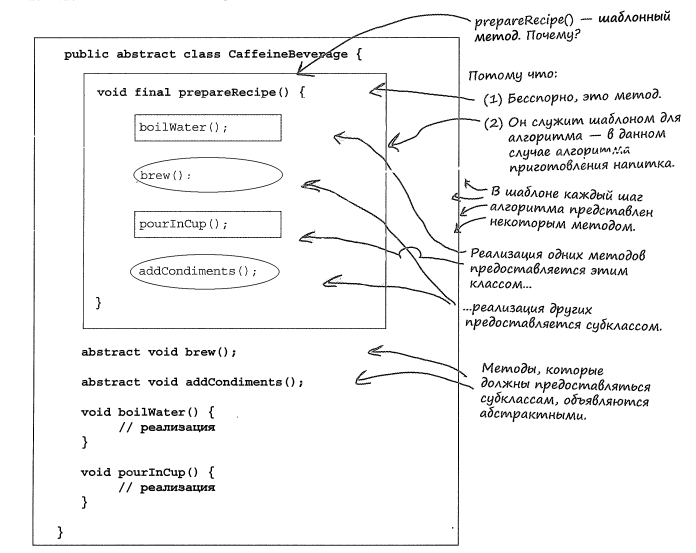 prepareRecipe() — шаблонный
метод. Почему?
public abstract class CaffeineBeverage {
Потому что:
void final prepareRecipe() {
(1) Бесспорно, это метод.
(2) Он служит шаблоном для
алгоритма — в данном
случае алгоритма
приготовления напитка.
boilWater();
brew();
В шаблоне каждый шаг
алгоритма представлен
некоторым методом.
pourInCup();
Реализация одних методов
предоставляется этим
классом...
addCondiments();
}
...реализация других
предоставляется субклассом.
abstract void brew();
abstract void addCondiments();
Методы, которые
должны предоставляться
субклассам, объявляются
абстрактными.
void boilWater() {
// реализация
}
void pourInCup() {
// реализация
}
}